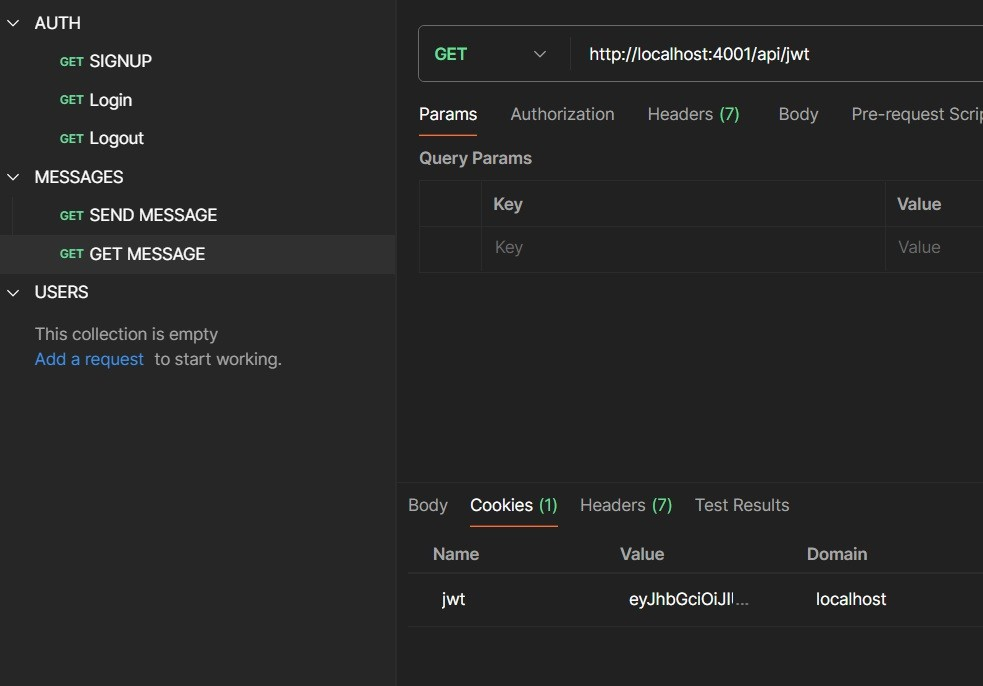 AUTH
GET SIGNUP
GET Login
GET Logout
MESSAGES
GET SEND MESSAGE
GET GET MESSAGE
USERS
This collection is empty
Add a request to start working.
GET http://localhost:4001/api/jwt
Params Authorization Headers (7) Body Pre-request Scrip
Query Params
Key Value
Key Value
Body Cookies (1) Headers (7) Test Results
Name Value Domain
jwt eyJhbGciOiJI... localhost